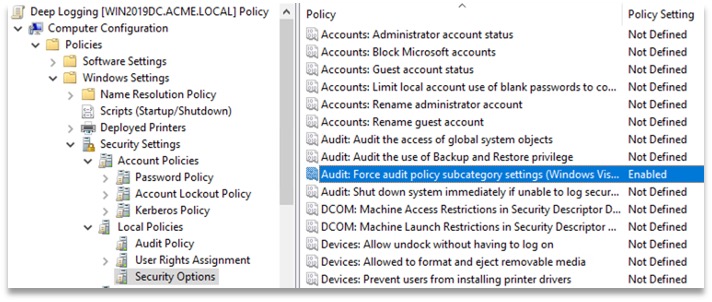 Deep Logging [WIN2019DC.ACME.LOCAL] Policy
Computer Configuration
Policies
Software Settings
Windows Settings
Name Resolution Policy
Scripts (Startup/Shutdown)
Deployed Printers
Security Settings
Account Policies
Password Policy
Account Lockout Policy
Kerberos Policy
Local Policies
Audit Policy
User Rights Assignment
Security Options
Policy Policy Setting
Accounts: Administrator account status Not Defined
Accounts: Block Microsoft accounts Not Defined
Accounts: Guest account status Not Defined
Accounts: Limit local account use of blank passwords to co... Not Defined
Accounts: Rename administrator account Not Defined
Accounts: Rename guest account Not Defined
Audit: Audit the access of global system objects Not Defined
Audit: Audit the use of Backup and Restore privilege Not Defined
Audit: Force audit policy subcategory settings (Windows Vis... Enabled
Audit: Shut down system immediately if unable to log secur... Not Defined
DCOM: Machine Access Restrictions in Security Descriptor D... Not Defined
DCOM: Machine Launch Restrictions in Security Descriptor ... Not Defined
Devices: Allow undock without having to log on Not Defined
Devices: Allowed to format and eject removable media Not Defined
Devices: Prevent users from installing printer drivers Not Defined